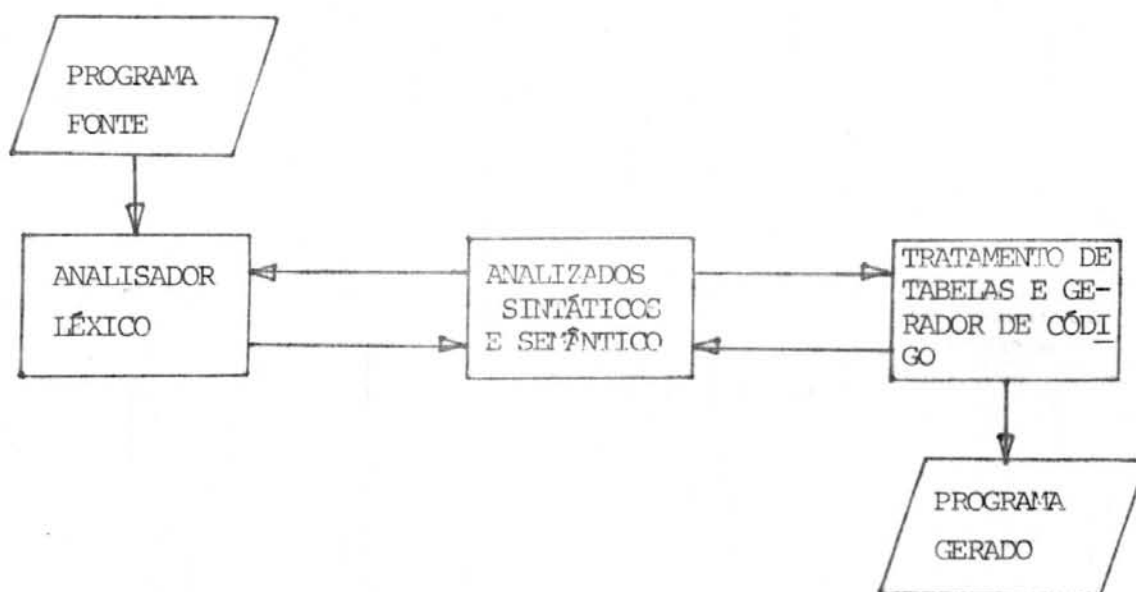 PROGRAMA
FONTE
ANALISADOR
LÉXICO
ANALIZADOS
SINTÁTICOS
E SEMÂNTICO
TRATAMENTO DE
TABELAS E GE-
RADOR DE CÓDI
GO
PROGRAMA
GERADO